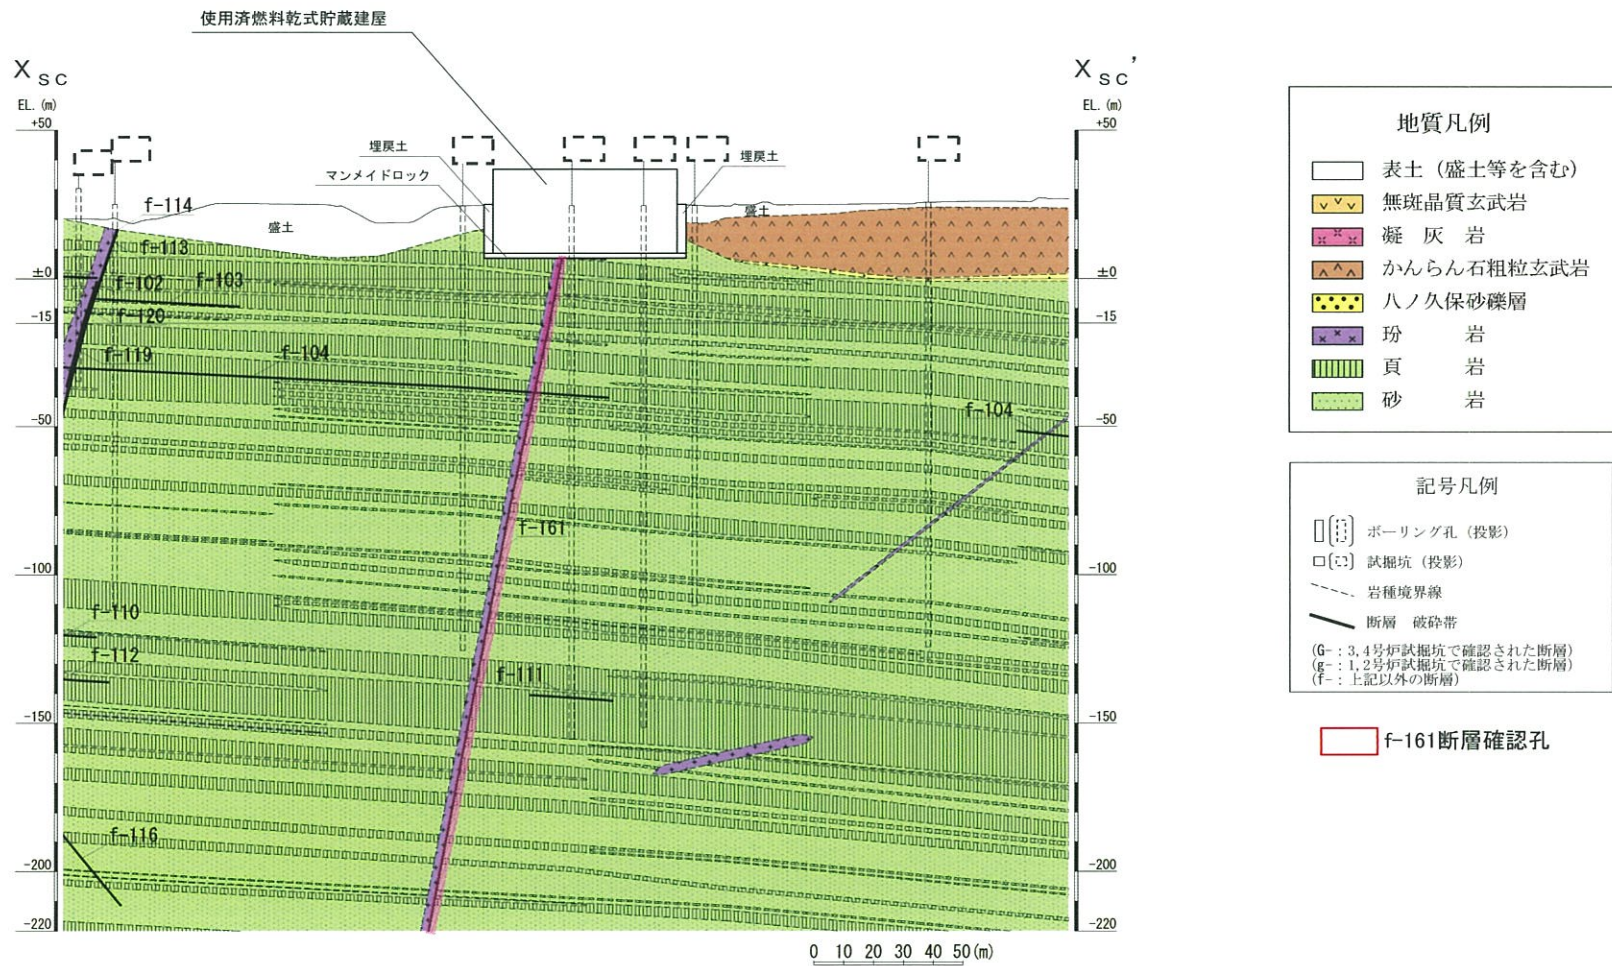 使用済燃料乾式貯蔵建屋
X SC
X SC'
EL. (m)
EL. (m)
+50
+50
埋戻土
埋戻土
マンメイドロック
f-114
盛土
盛土
f-113
±0
±0
f-102
f-103
-15
-15
f-120
f-119
f-104
f-104
-50
-50
f-161
-100
-100
f-110
f-112
f-111
-150
-150
f-116
-200
-200
-220
-220
0 10 20 30 40 50(m)
地质凡例
表土（盛土等を含む）
無斑晶質玄武岩
凝灰岩
かんらん石粗粒玄武岩
八ノ久保砂礫層
玢岩
頁岩
砂岩
記号凡例
ボーリング孔（投影）
試掘坑（投影）
岩種境界線
断層 破砕帯
(G-：3,4号炉試掘坑で確認された断層)
(g-：1,2号炉試掘坑で確認された断層)
(f-：上記以外の断層)
f-161断層確認孔